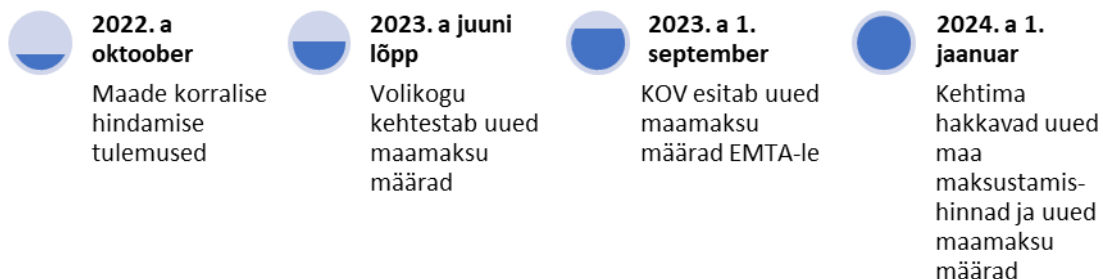 2022. a
oktoober
Maade korralise
hindamise
tulemused
2023. a juuni
lõpp
Volikogu
kehtestab uued
maamaksu
määrad
2023. a 1.
september
KOV esitab uued
maamaksu
määrad EMTA-le
2024. a 1.
jaanuar
Kehtima
hakkavad uued
maa
maksustamis-
hinnad ja uued
maamaksu
määrad